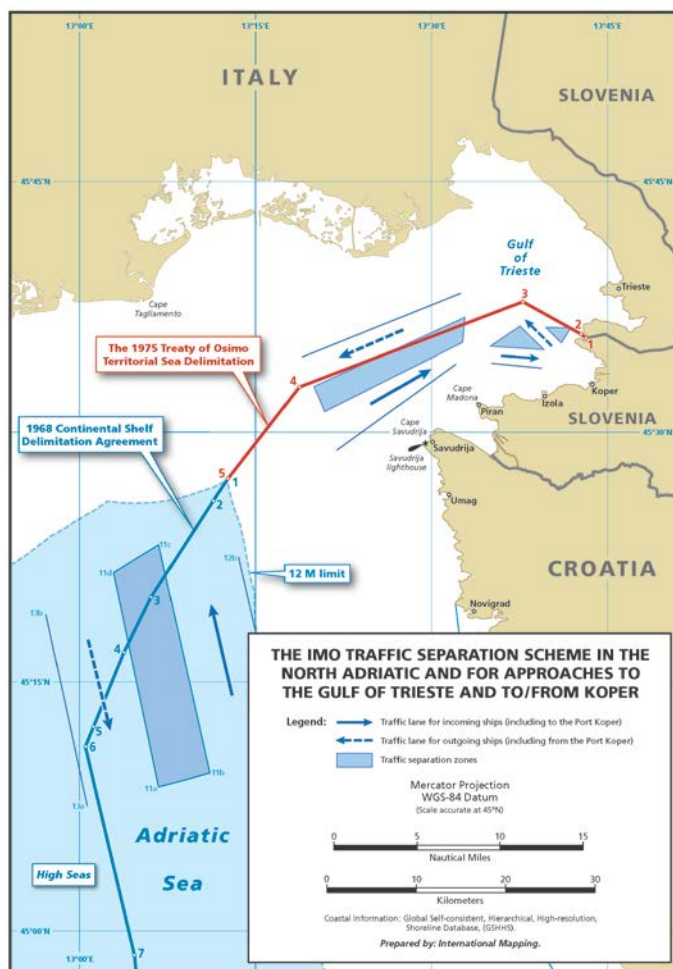 13°00'E
13°15'E
13°30'E
13°45'E
ITALY
SLOVENIA
45°45'N
45°45'N
Gulf
of
Trieste
Trieste
Cape
Tagliamento
3
2
1
The 1975 Treaty of Osimo
Territorial Sea Delimitation
4
Koper
Cape
Madona
Izola
Piran
SLOVENIA
1968 Continental Shelf
Delimitation Agreement
Cape
Savudrija
45°30'N
45°30'N
Savudrija
Savudrija
lighthouse
5
1
2
Umag
11c
12b
12 M limit
11d
CROATIA
3
13b
Novigrad
4
45°15'N
5
6
11b
11a
13a
Adriatic
Sea
High Seas
45°00'N
7
13°00'E
THE IMO TRAFFIC SEPARATION SCHEME IN THE
NORTH ADRIATIC AND FOR APPROACHES TO
THE GULF OF TRIESTE AND TO/FROM KOPER
Legend:
Traffic lane for incoming ships (including to the Port Koper)
Traffic lane for outgoing ships (including from the Port Koper)
Traffic separation zones
Mercator Projection
WGS-84 Datum
(Scale accurate at 45°N)
0 5 10 15
Nautical Miles
0 10 20 30
Kilometers
Coastal Information: Global Self-consistent, Hierarchical, High-resolution,
Shoreline Database, (GSHHS).
Prepared by: International Mapping.